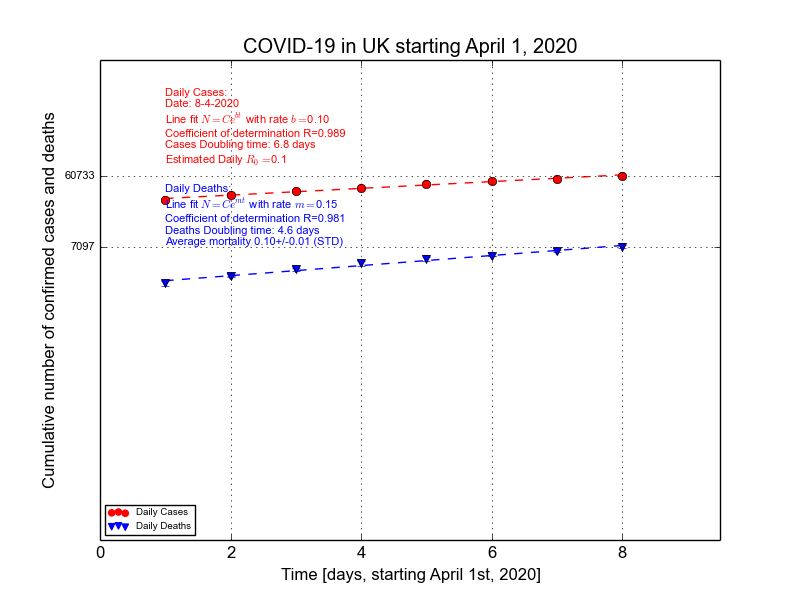 COVID-19 in UK starting April 1, 2020
Daily Cases:
Date: 8-4-2020
Line fit N = Ce^{bt} with rate b = 0.10
Coefficient of determination R=0.989
Cases Doubling time: 6.8 days
Estimated Daily R_0 = 0.1
60733
Daily Deaths:
Line fit N = Ce^{mt} with rate m = 0.15
Coefficient of determination R=0.981
Deaths Doubling time: 4.6 days
Average mortality 0.10+/-0.01 (STD)
7097
Cumulative number of confirmed cases and deaths
Daily Cases
Daily Deaths
0 2 4 6 8
Time [days, starting April 1st, 2020]